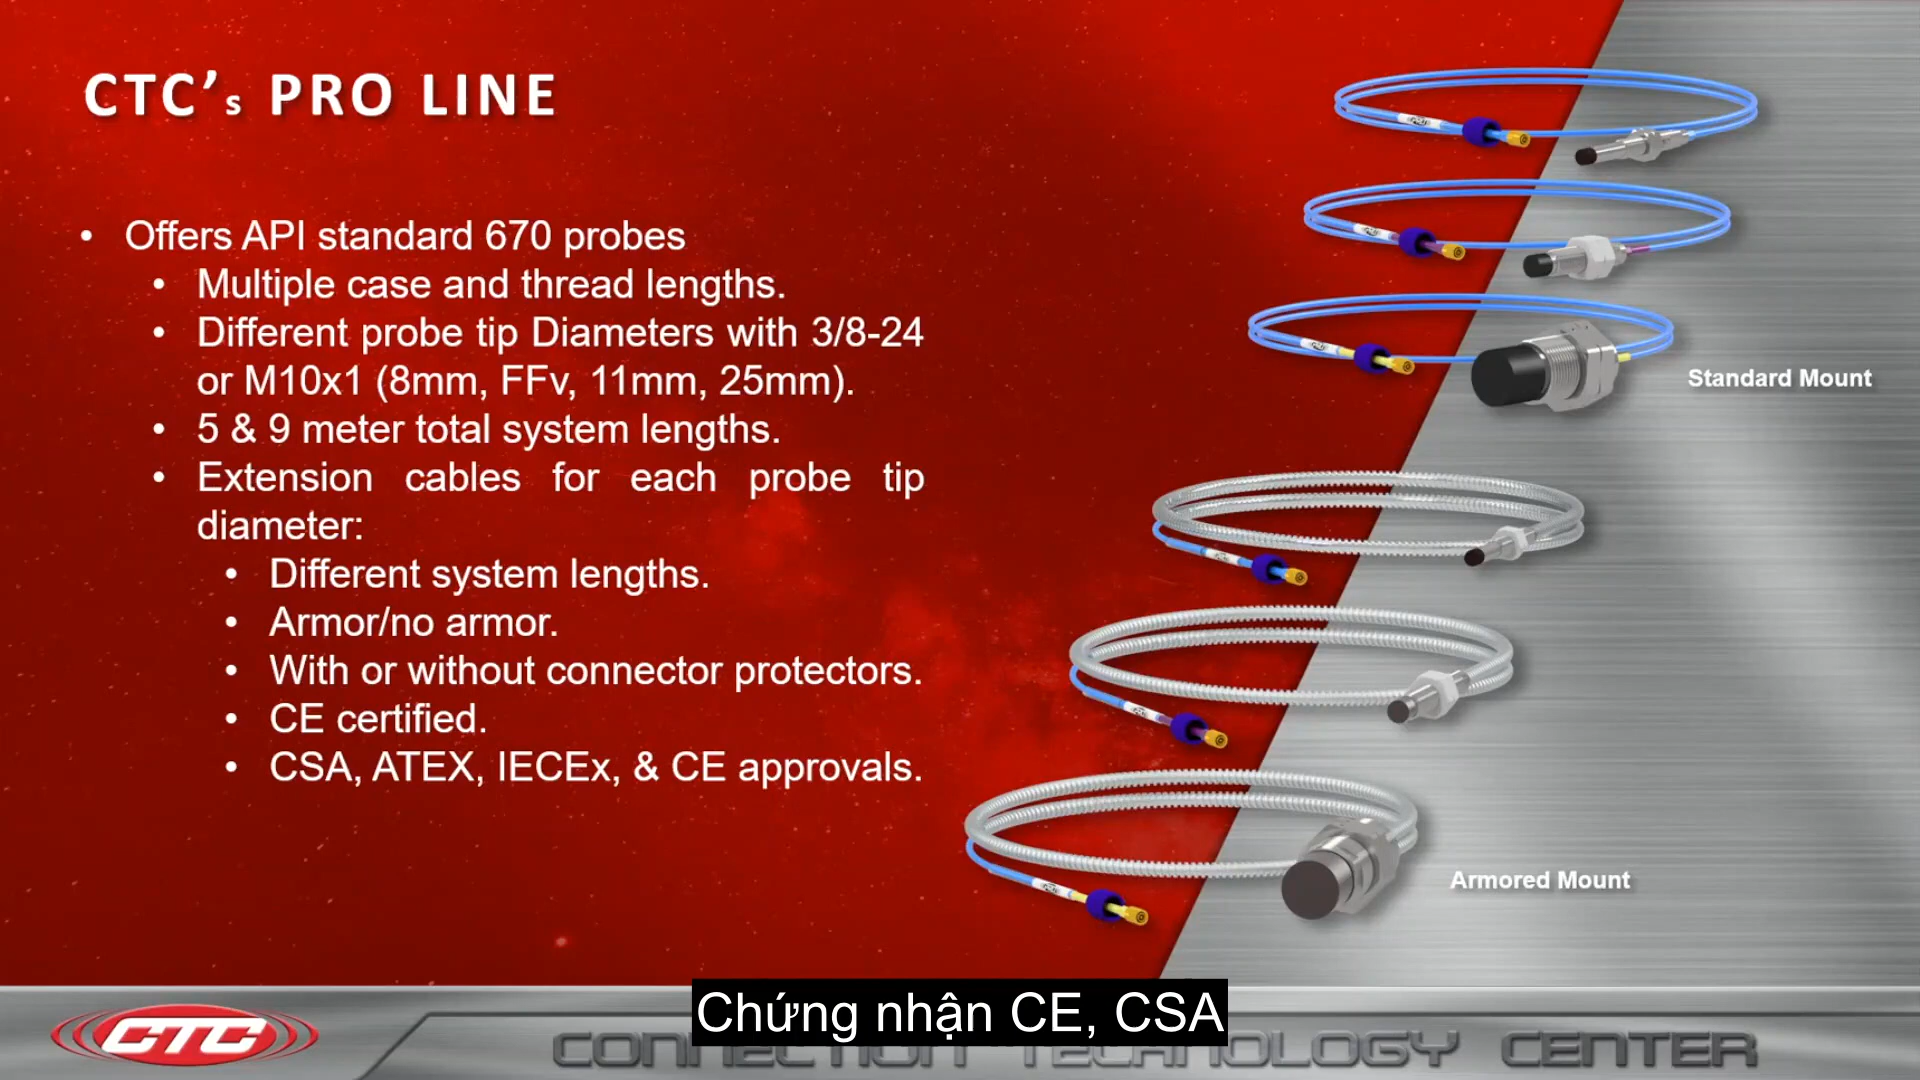 CTC's PRO LINE
• Offers API standard 670 probes
• Multiple case and thread lengths.
• Different probe tip Diameters with 3/8-24
or M10x1 (8mm, FFv, 11mm, 25mm).
• 5 & 9 meter total system lengths.
• Extension cables for each probe tip
diameter:
• Different system lengths.
• Armor/no armor.
• With or without connector protectors.
• CE certified.
• CSA, ATEX, IECEx, & CE approvals.
Standard Mount
Armored Mount
Chứng nhận CE, CSA
CTC
CONNECTION TECHNOLOGY CENTER